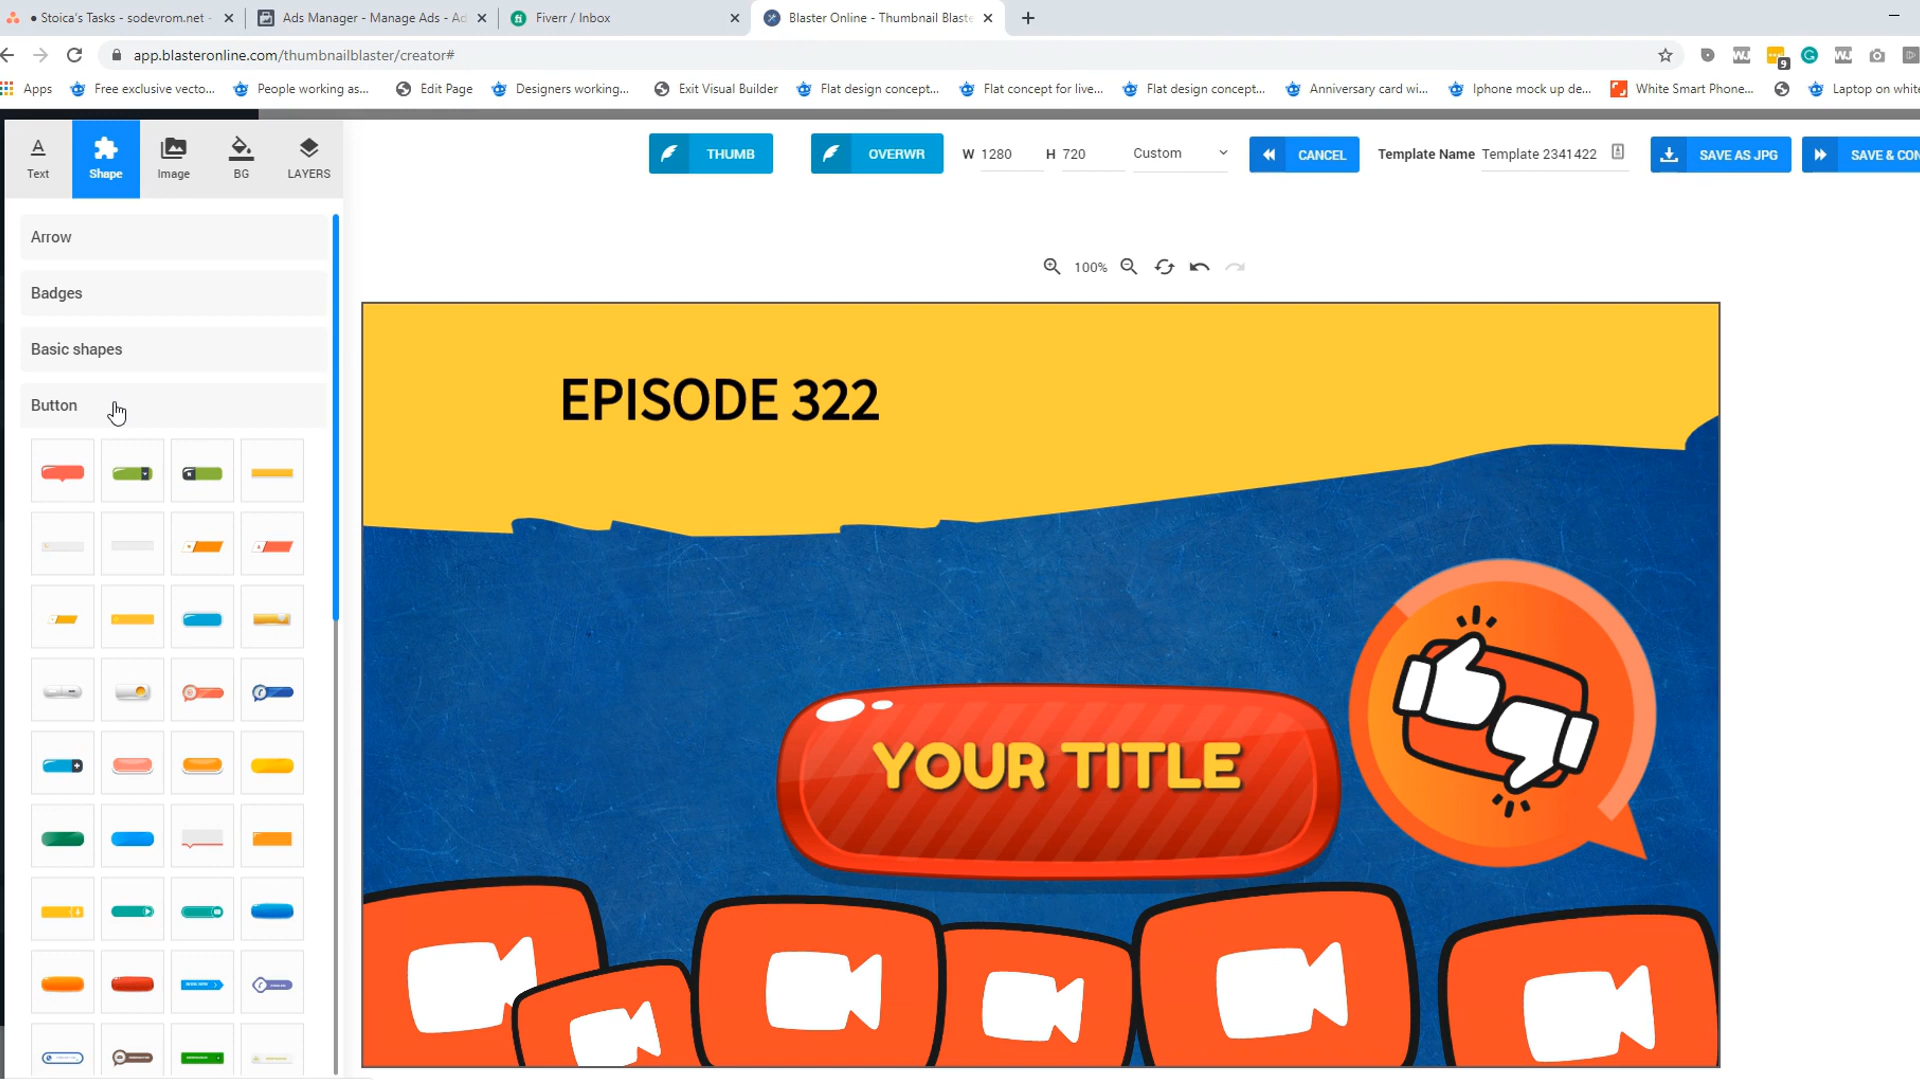 Stoica's Tasks - sodevrom.net -
Ads Manager - Manage Ads - Ad
Fiverr / Inbox
Blaster Online - Thumbnail Blaste
app.blasteronline.com/thumbnailblaster/creator#
9
Apps
Free exclusive vecto...
People working as...
Edit Page
Designers working...
Exit Visual Builder
Flat design concept...
Flat concept for live...
Flat design concept...
Anniversary card wi...
Iphone mock up de...
White Smart Phone...
Laptop on white
Text
Shape
Image
BG
LAYERS
THUMB
OVERWR
W 1280
H 720
Custom
CANCEL
Template Name Template 2341422
SAVE AS JPG
SAVE & CON
100%
Arrow
Badges
Basic shapes
Button
EPISODE 322
YOUR TITLE